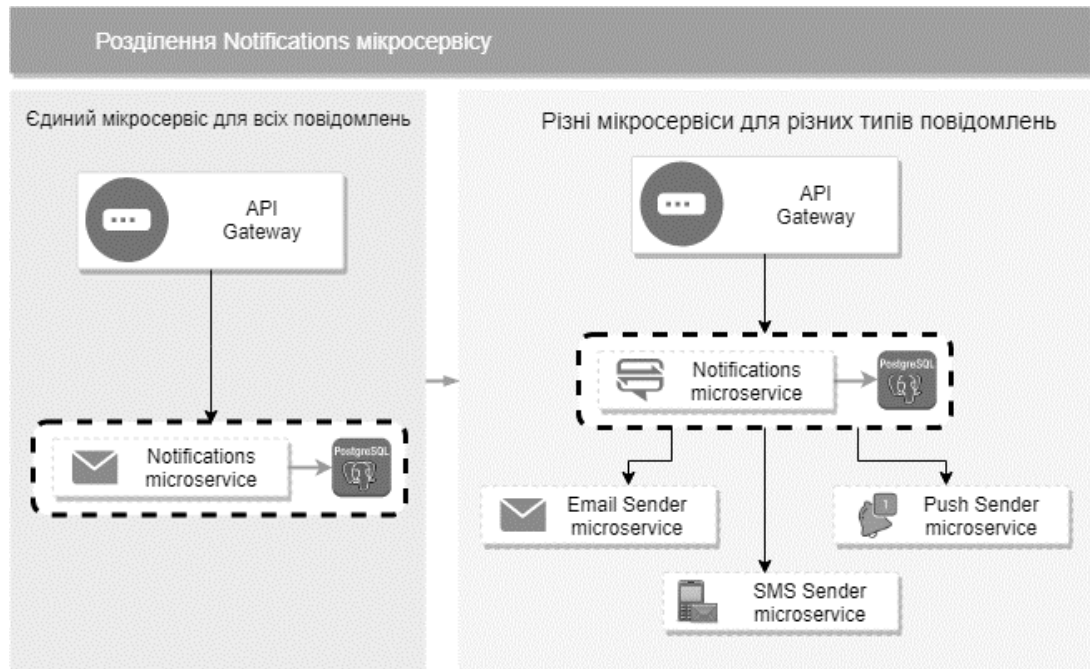 Розділення Notifications мікросервісу
Єдиний мікросервіс для всіх повідомлень
API
Gateway
Notifications
microservice
PostgreSQL
Різні мікросервіси для різних типів повідомлень
API
Gateway
Notifications
microservice
PostgreSQL
Email Sender
microservice
1
Push Sender
microservice
SMS Sender
microservice